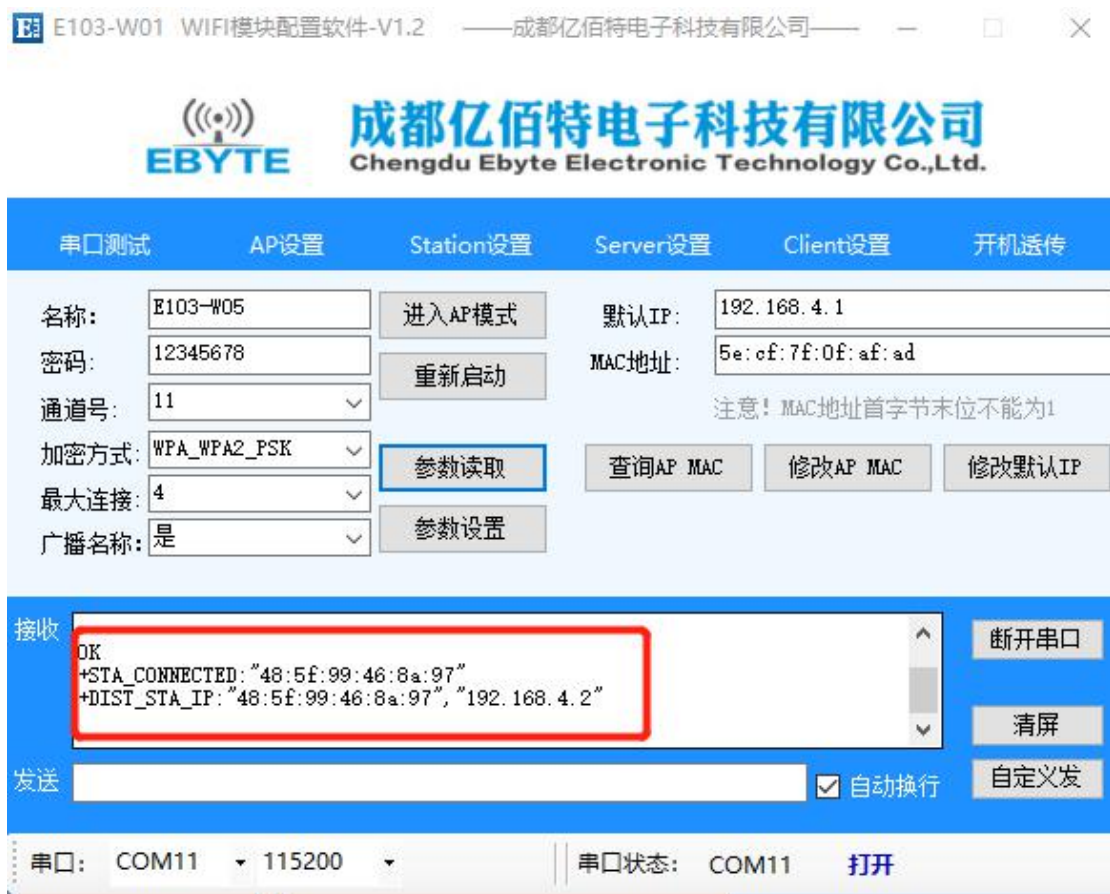 E103-W01 WIFI模块配置软件-V1.2 ——成都亿佰特电子科技有限公司——
EBYTE
成都亿佰特电子科技有限公司
Chengdu Ebyte Electronic Technology Co.,Ltd.
串口测试 AP设置 Station设置 Server设置 Client设置 开机透传
名称: E103-W05 进入AP模式 默认IP: 192.168.4.1
密码: 12345678 重新启动 MAC地址: 5e:cf:7f:0f:af:ad
通道号: 11 注意!MAC地址首字节末位不能为1
加密方式: WPA_WPA2_PSK 参数读取 查询AP MAC 修改AP MAC 修改默认IP
最大连接: 4
广播名称: 是 参数设置
接收
OK
+STA_CONNECTED:"48:5f:99:46:8a:97"
+DIST_STA_IP:"48:5f:99:46:8a:97","192.168.4.2"
断开串口
清屏
发送 自动换行 自定义发
串口: COM11 115200 串口状态: COM11 打开